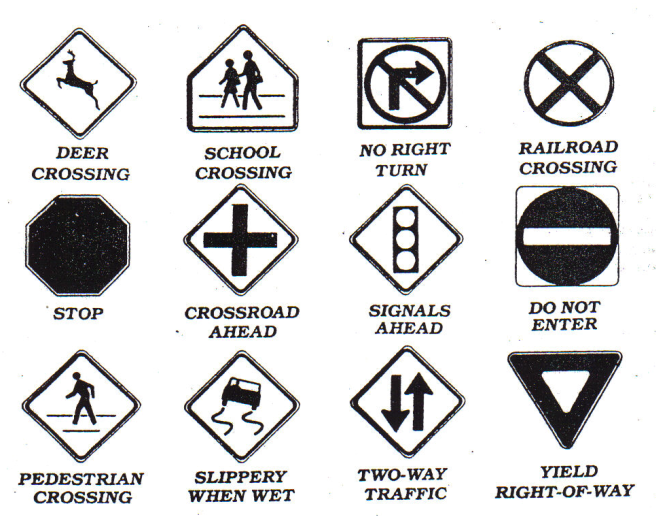 DEER
CROSSING
SCHOOL
CROSSING
NO RIGHT
TURN
RAILROAD
CROSSING
STOP
CROSSROAD
AHEAD
SIGNALS
AHEAD
DO NOT
ENTER
PEDESTRIAN
CROSSING
SLIPPERY
WHEN WET
TWO-WAY
TRAFFIC
YIELD
RIGHT-OF-WAY